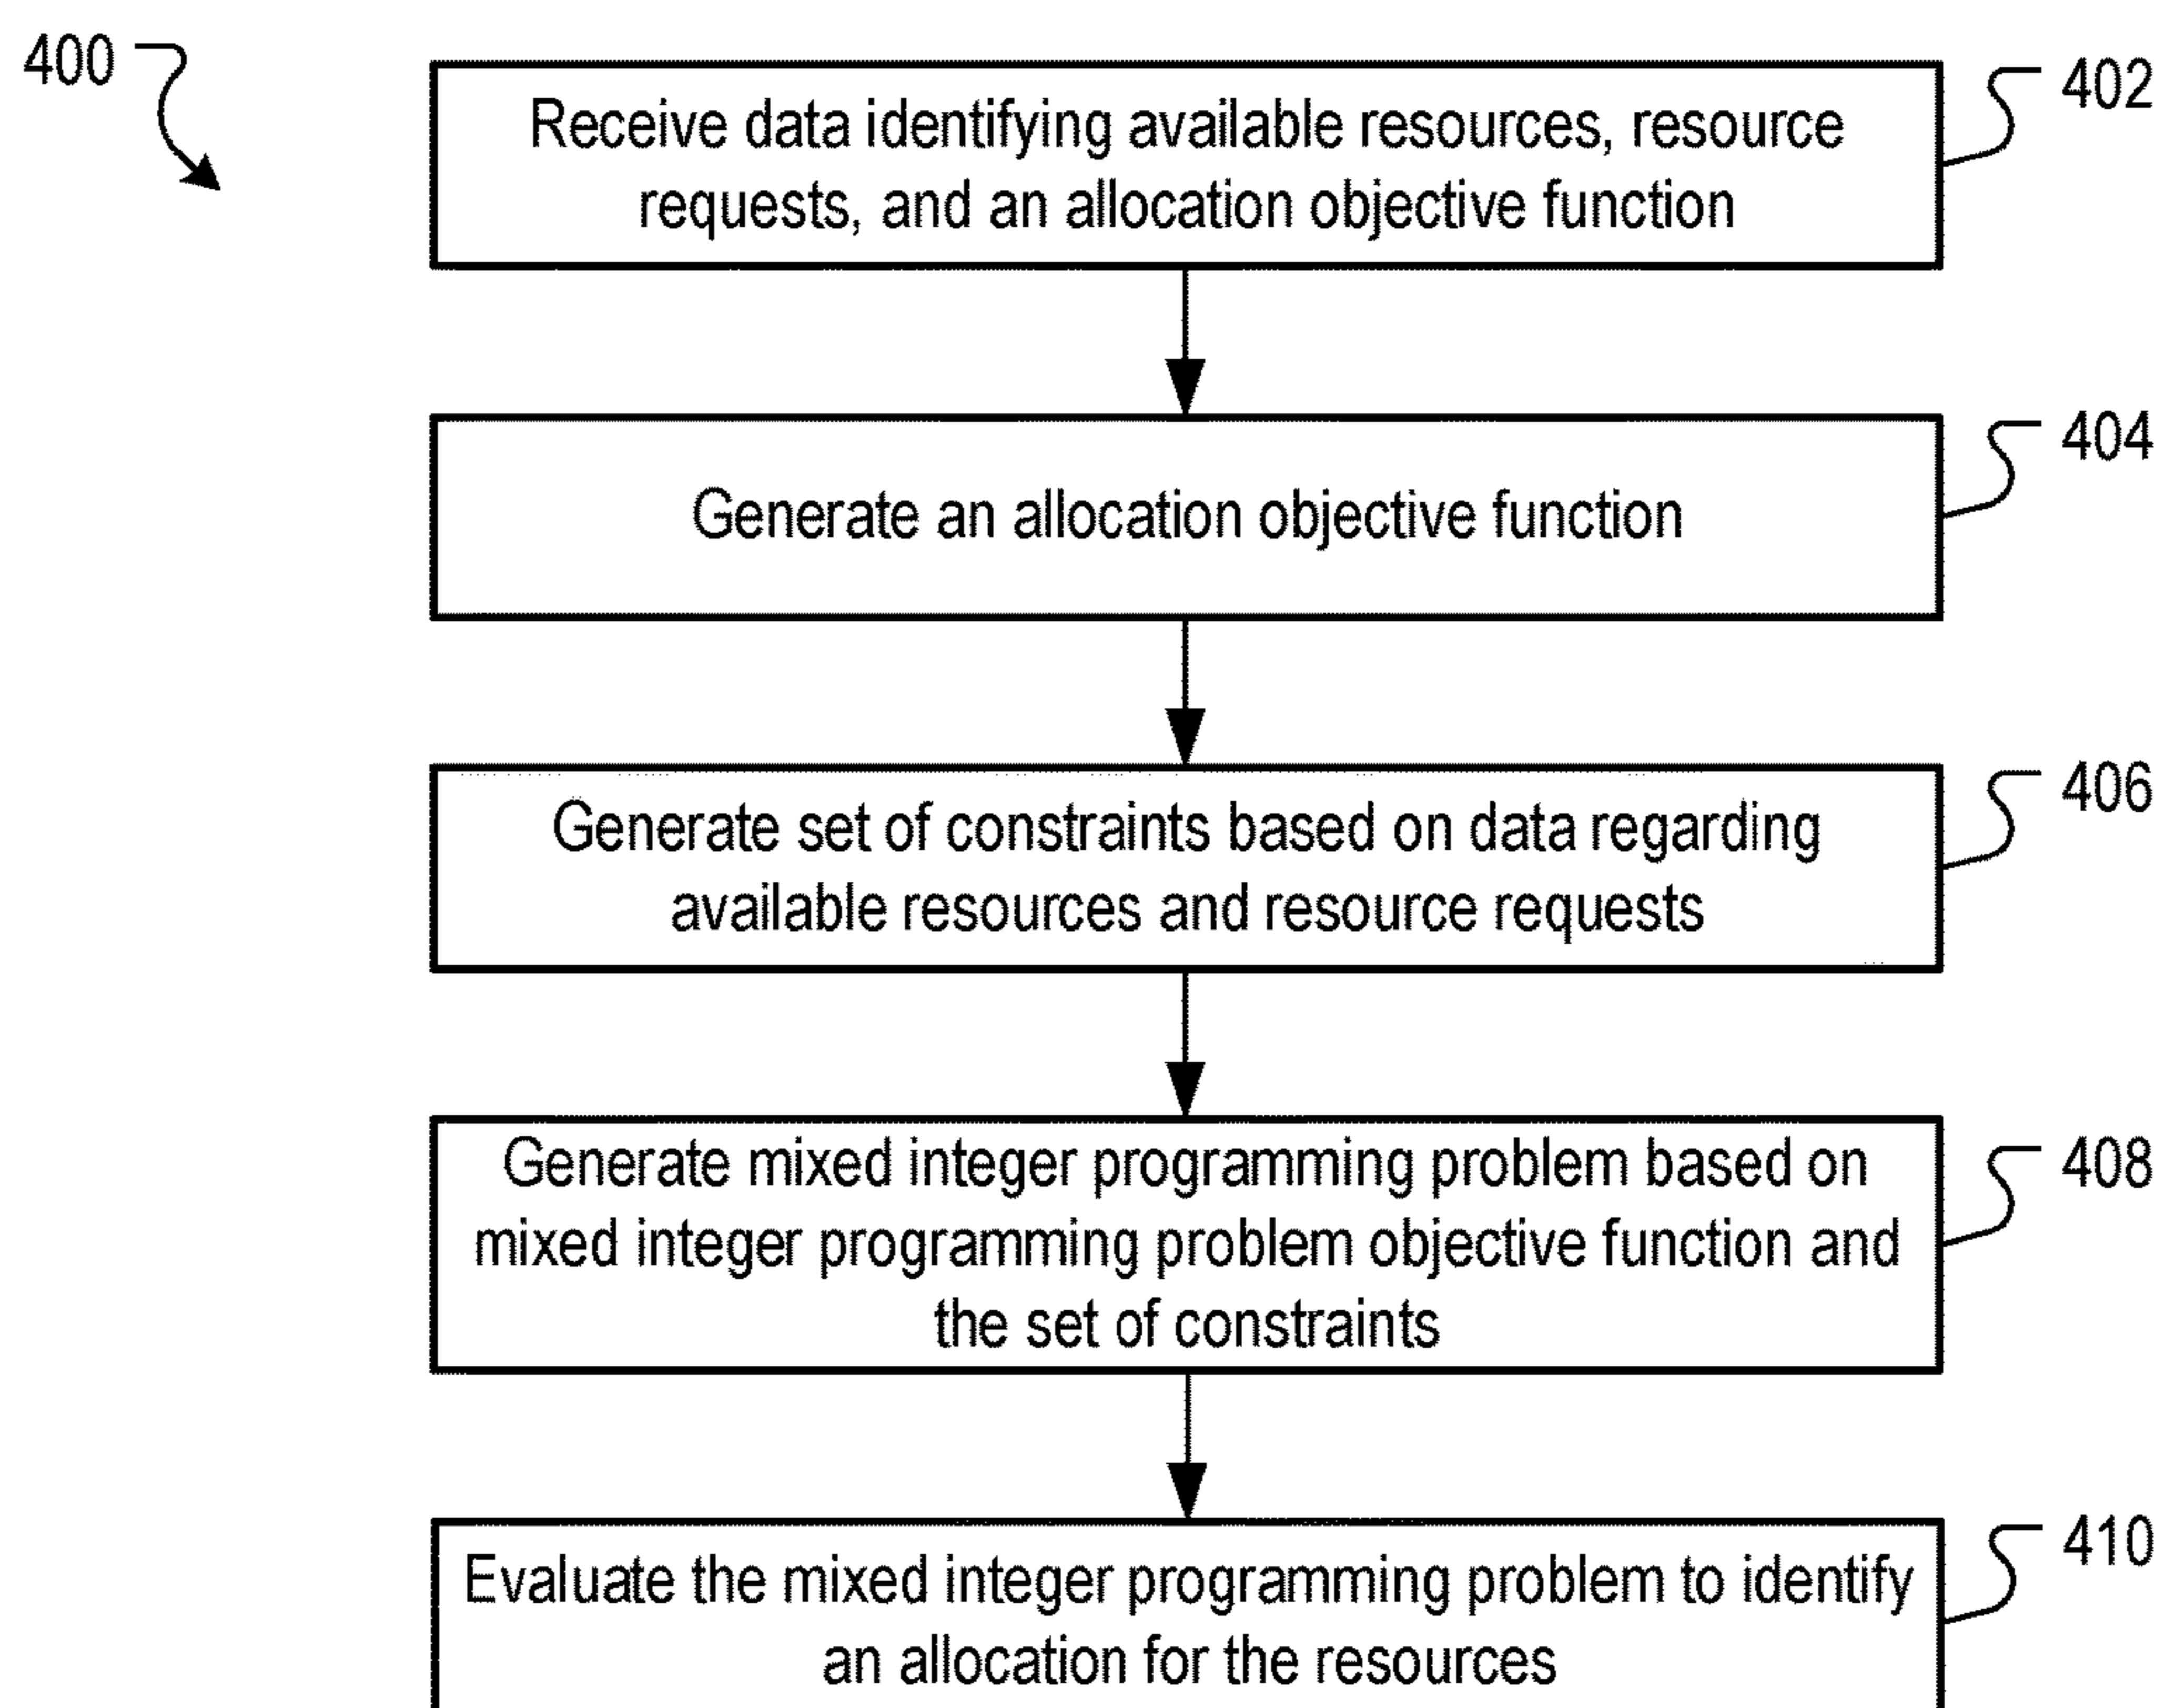 400
Receive data identifying available resources, resource
requests, and an allocation objective function
402
Generate an allocation objective function
404
Generate set of constraints based on data regarding
available resources and resource requests
406
Generate mixed integer programming problem based on
mixed integer programming problem objective function and
the set of constraints
408
Evaluate the mixed integer programming problem to identify
an allocation for the resources
410